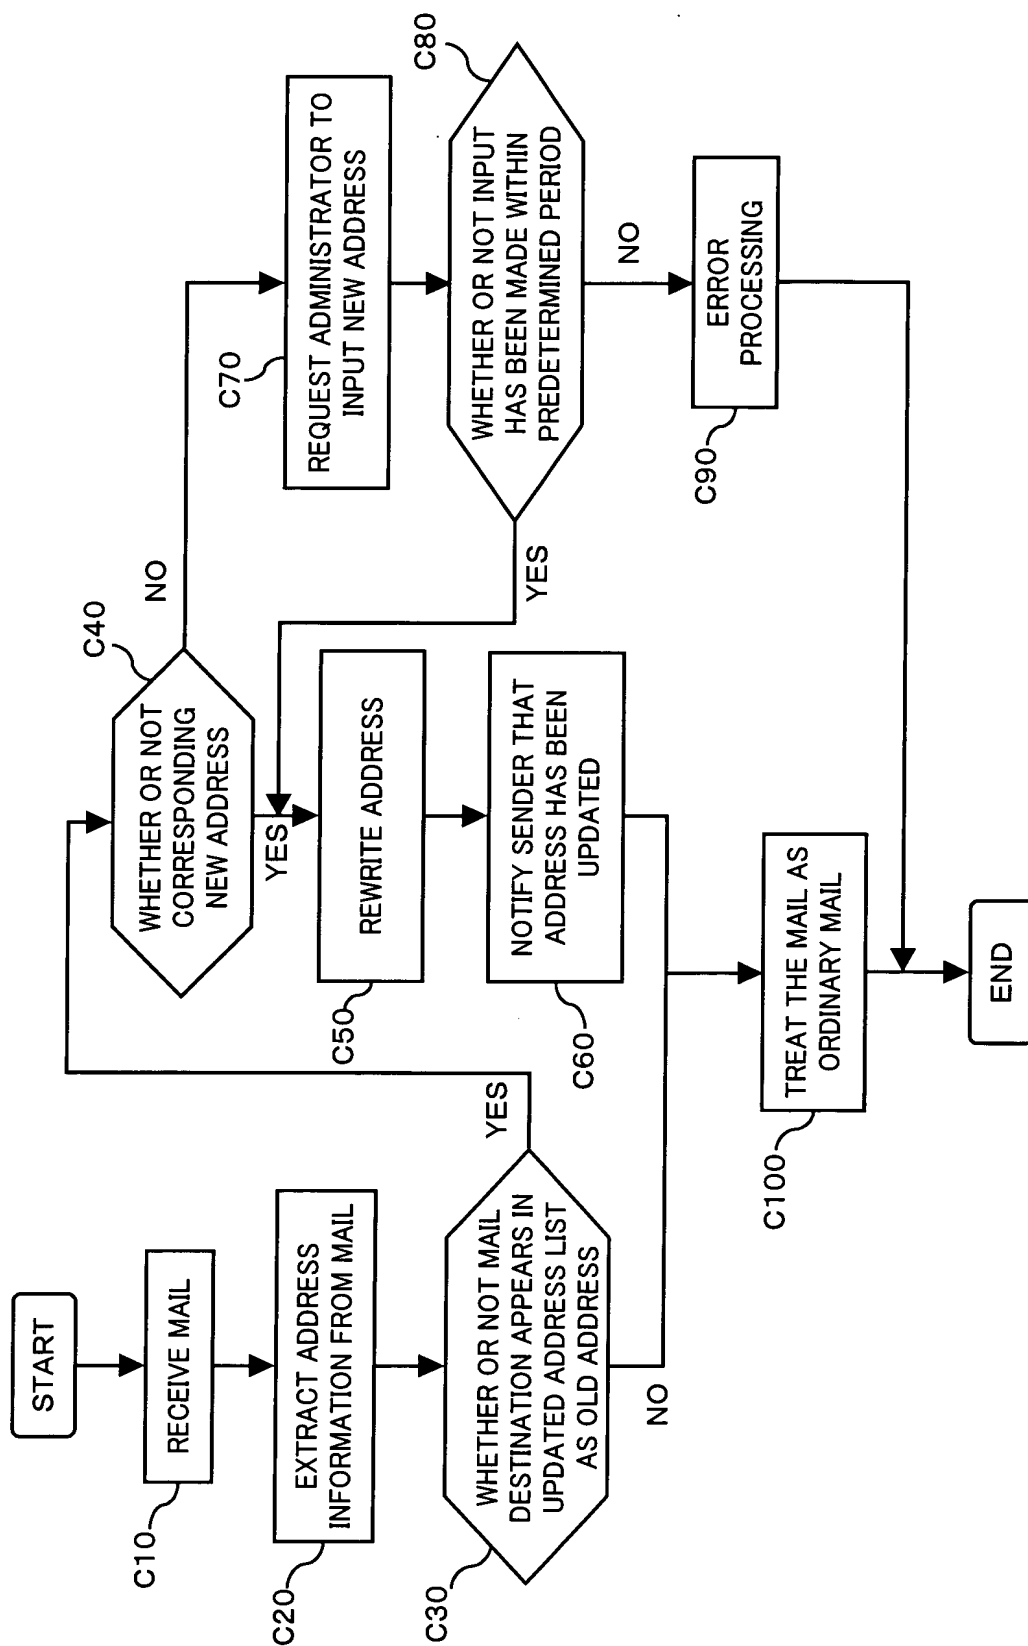 START
C10
RECEIVE MAIL
C20
EXTRACT ADDRESS
INFORMATION FROM MAIL
C30
WHETHER OR NOT MAIL
DESTINATION APPEARS IN
UPDATED ADDRESS LIST
AS OLD ADDRESS
YES
NO
C40
WHETHER OR NOT
CORRESPONDING
NEW ADDRESS
NO
YES
C50
REWRITE ADDRESS
C60
NOTIFY SENDER THAT
ADDRESS HAS BEEN
UPDATED
C70
REQUEST ADMINISTRATOR TO
INPUT NEW ADDRESS
C80
WHETHER OR NOT INPUT
HAS BEEN MADE WITHIN
PREDETERMINED PERIOD
YES
NO
C90
ERROR
PROCESSING
C100
TREAT THE MAIL AS
ORDINARY MAIL
END